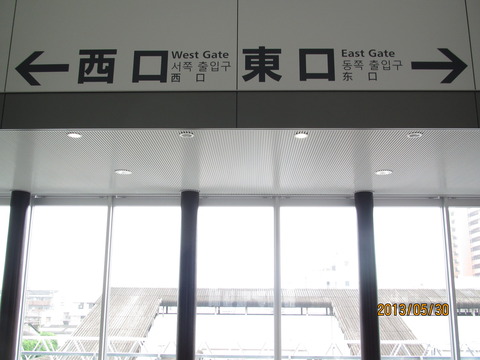 ← 西口 West Gate
서쪽 출입구
西 口
東口 East Gate →
동쪽 출입구
东 口
2013/05/30